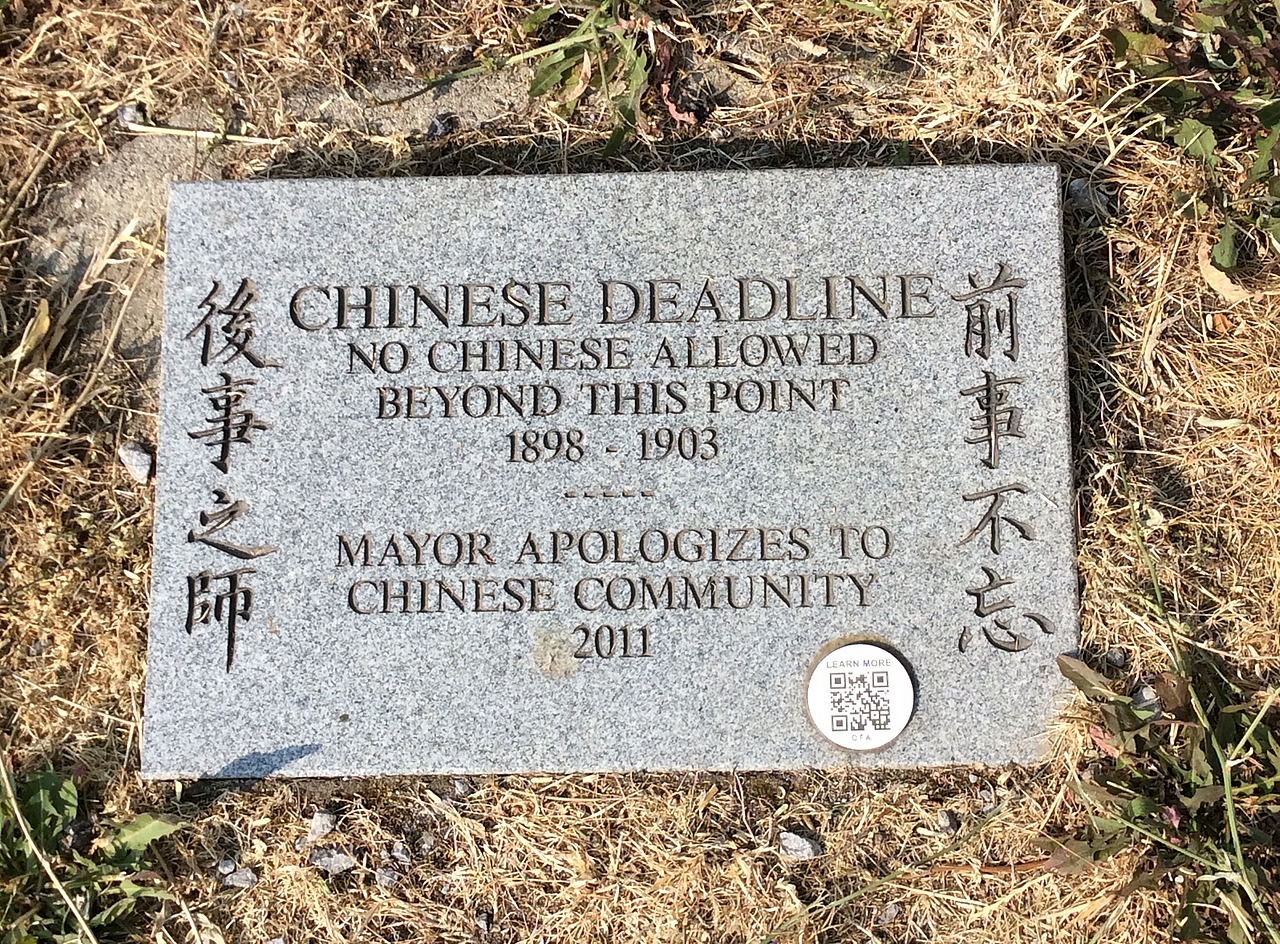 前事不忘
後事之師
CHINESE DEADLINE
NO CHINESE ALLOWED
BEYOND THIS POINT
1898 - 1903
-----
MAYOR APOLOGIZES TO
CHINESE COMMUNITY
2011
LEARN MORE
CFA